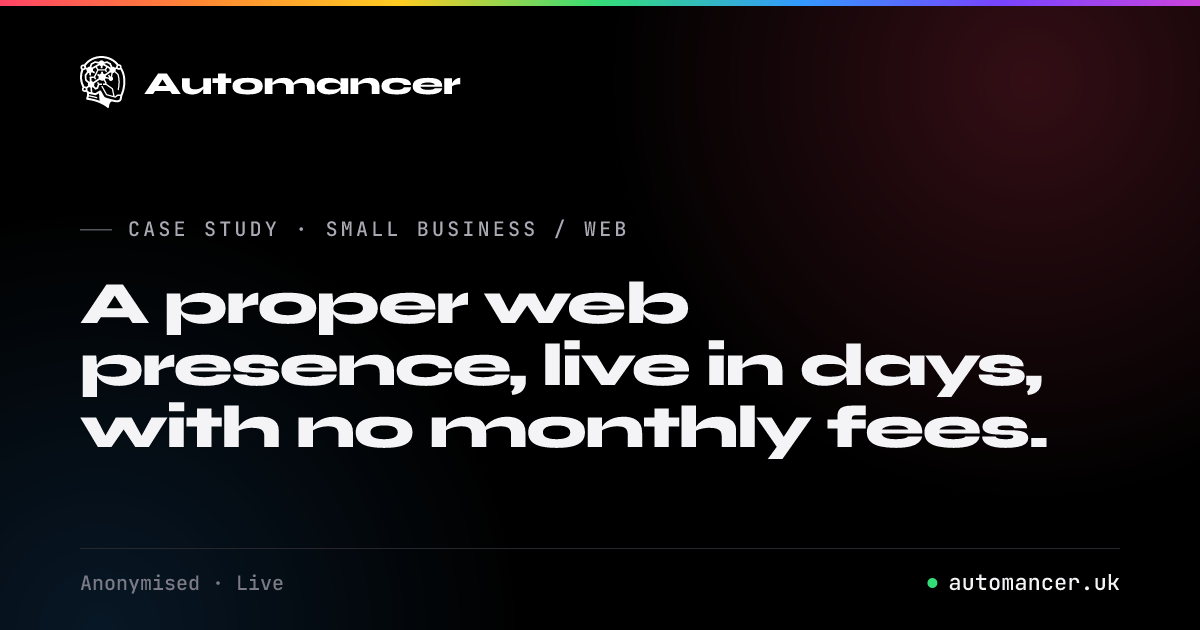 Automancer
CASE STUDY · SMALL BUSINESS / WEB
A proper web
presence, live in days,
with no monthly fees.
Anonymised · Live
automancer.uk